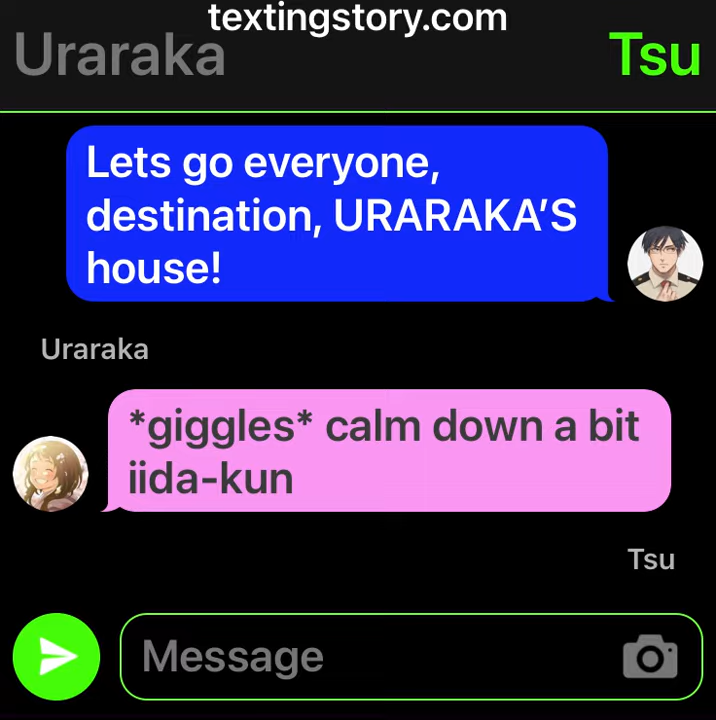 textingstory.com
Uraraka
Tsu
Lets go everyone,
destination, URARAKA’S
house!
Uraraka
*giggles* calm down a bit
iida-kun
Tsu
Message